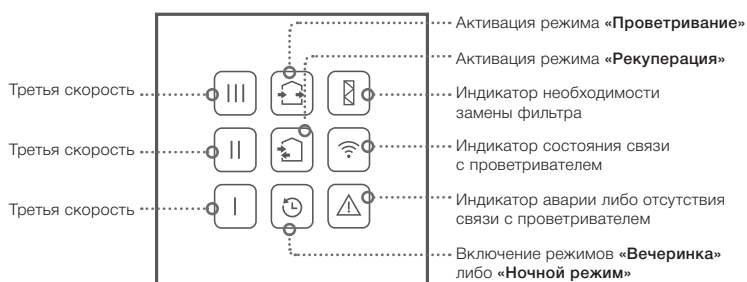 Активация режима «Проветривание»
Активация режима «Рекуперация»
Третья скорость
Индикатор необходимости
замены фильтра
Третья скорость
Индикатор состояния связи
с проветривателем
Третья скорость
Индикатор аварии либо отсутствия
связи с проветривателем
Включение режимов «Вечеринка»
либо «Ночной режим»